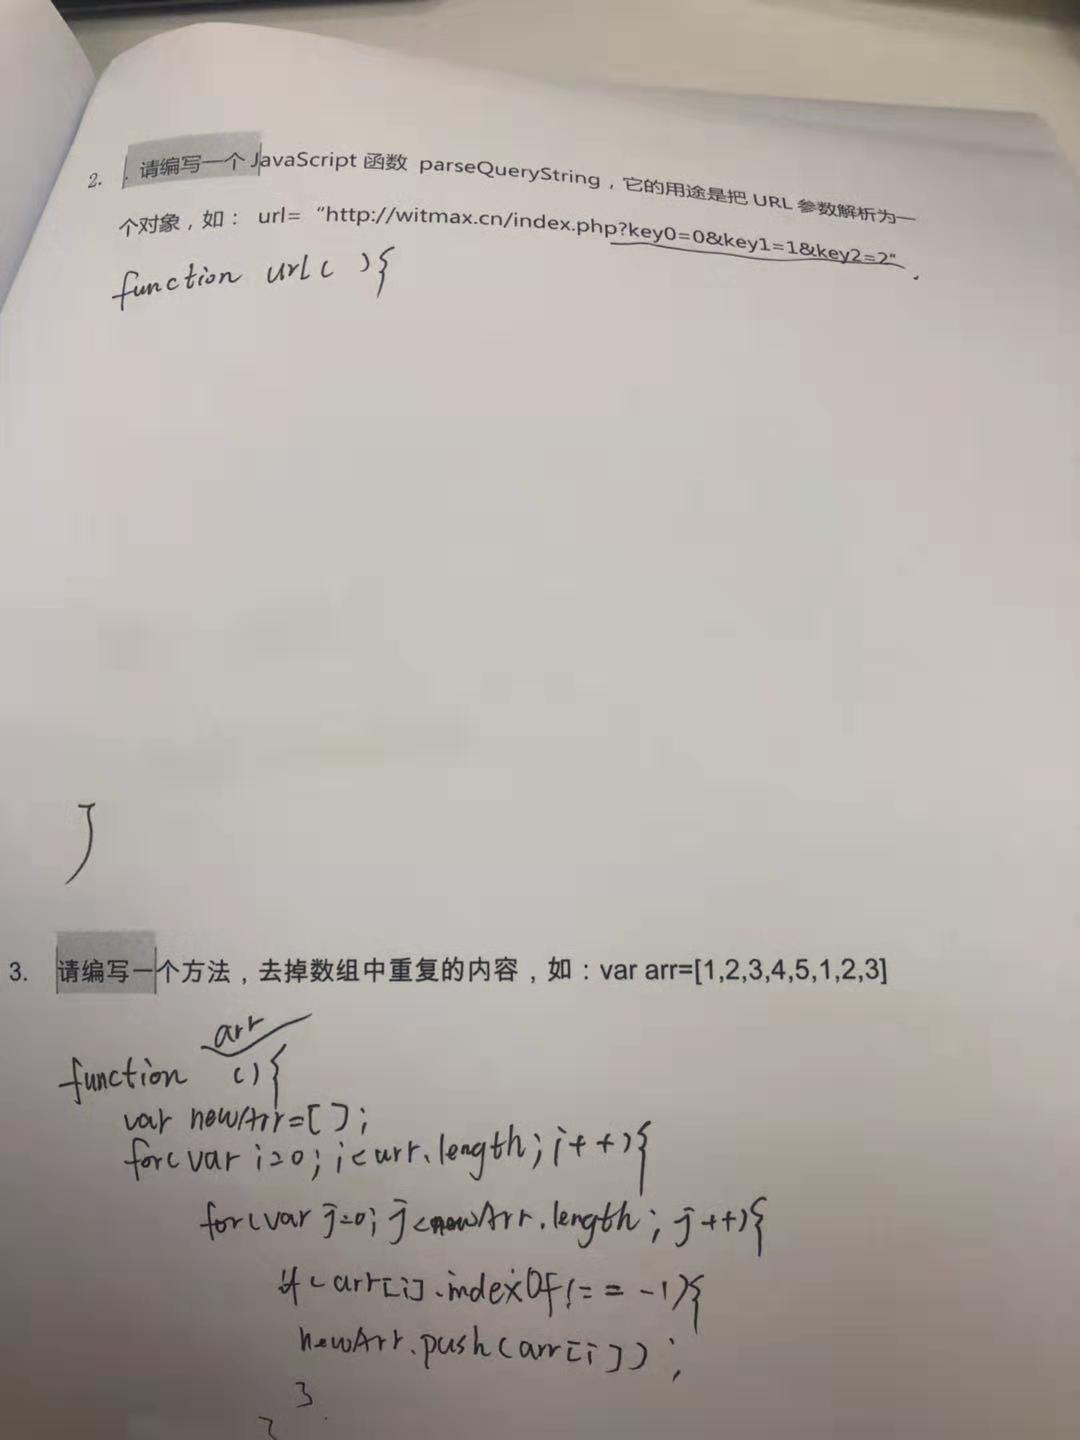 2. . 请编写一个 JavaScript 函数 parseQueryString，它的用途是把 URL 参数解析为一
个对象，如： url= “http://witmax.cn/index.php?key0=0&key1=1&key2=2"
function url( ){
}
3. 请编写一个方法，去掉数组中重复的内容，如：var arr=[1,2,3,4,5,1,2,3]
arr
function (){
var newArr=[];
for(var i=0;i<arr.length;i++){
for(var j=0;j<newArr.length;j++){
if(arr[i].indexOf!==-1){
newArr.push(arr[i]);
}
}